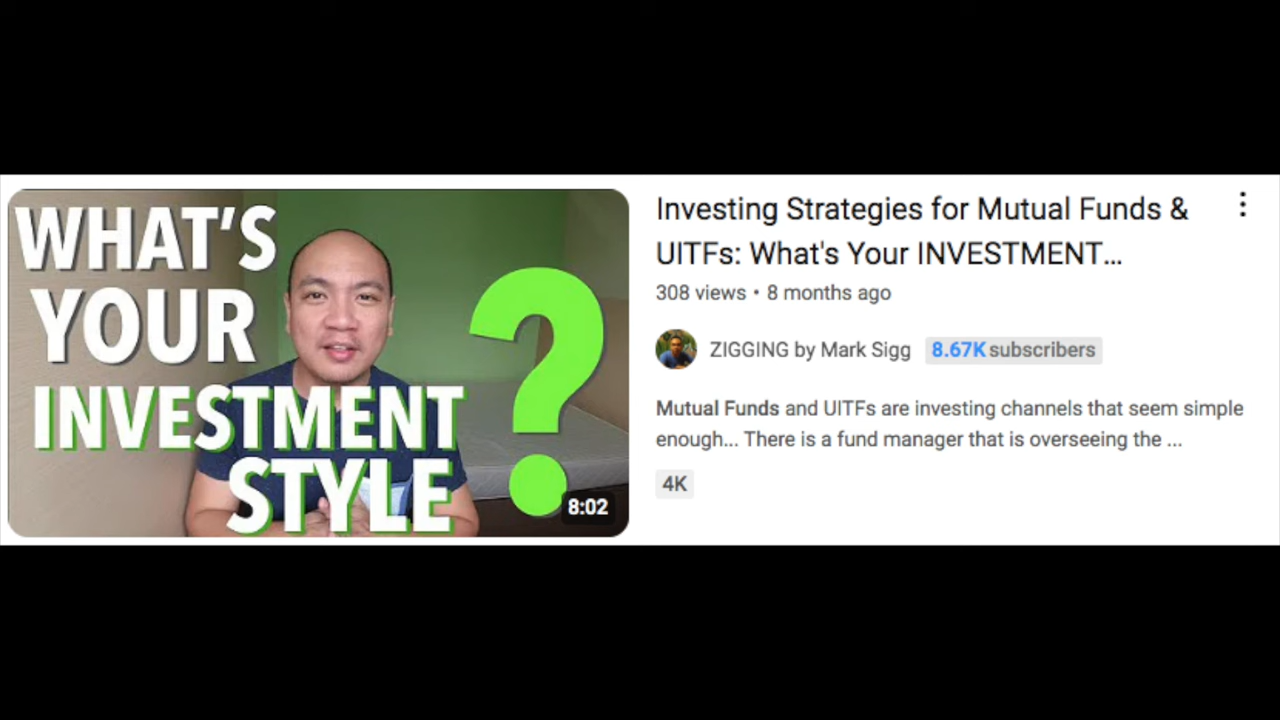 WHAT'S
YOUR
INVESTMENT
STYLE
?
8:02
Investing Strategies for Mutual Funds &
UITFs: What's Your INVESTMENT...
308 views • 8 months ago
ZIGGING by Mark Sigg 8.67K subscribers
Mutual Funds and UITFs are investing channels that seem simple
enough... There is a fund manager that is overseeing the ...
4K